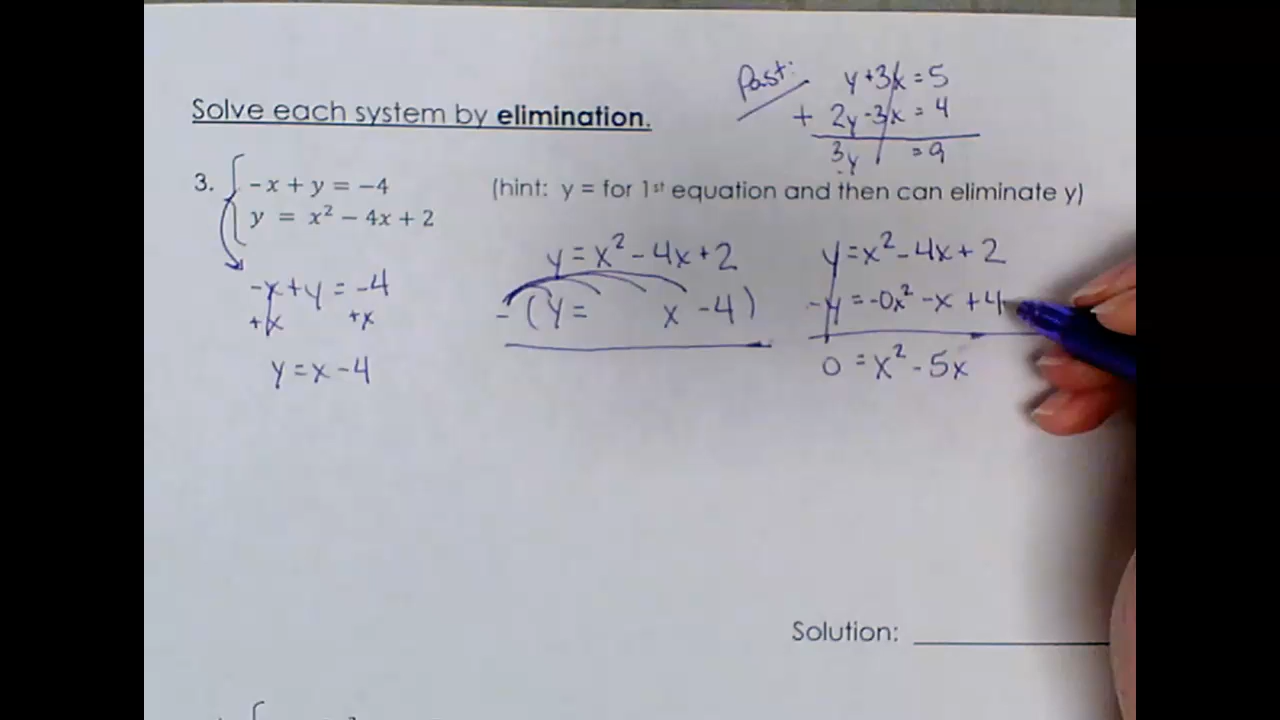 Past:
y + 3x = 5
+ 2y - 3x = 4
3y = 9
Solve each system by elimination.
3. -x + y = -4
y = x² - 4x + 2
(hint: y = for 1st equation and then can eliminate y)
-x + y = -4
+x +x
y = x - 4
y = x² - 4x + 2
- (y = x - 4)
y = x² - 4x + 2
-y = -0x² - x + 4
0 = x² - 5x
Solution: